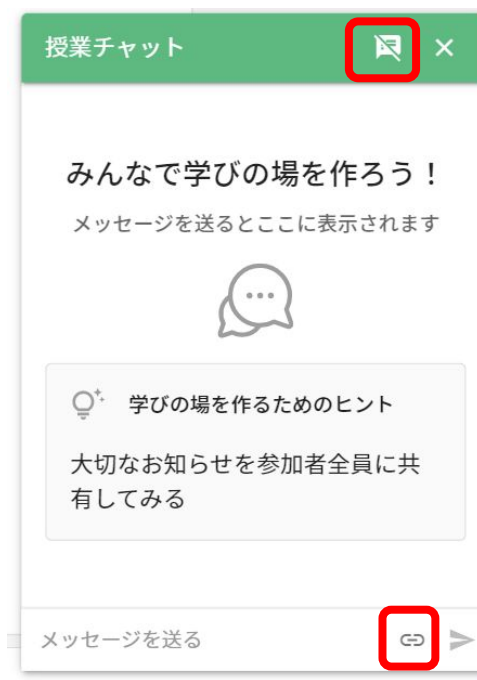 授業チャット
みんなで学びの場を作ろう!
メッセージを送るとここに表示されます
学びの場を作るためのヒント
大切なお知らせを参加者全員に共
有してみる
メッセージを送る